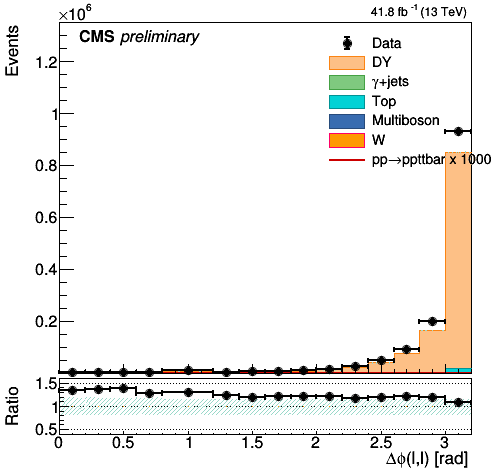 ×10⁶
41.8 fb⁻¹ (13 TeV)
CMS preliminary
Events
1.2
1
0.8
0.6
0.4
0.2
Data
DY
γ+jets
Top
Multiboson
W
pp→ppttbar x 1000
Ratio
1.5
1
0.5
0 0.5 1 1.5 2 2.5 3
Δϕ(l,l) [rad]